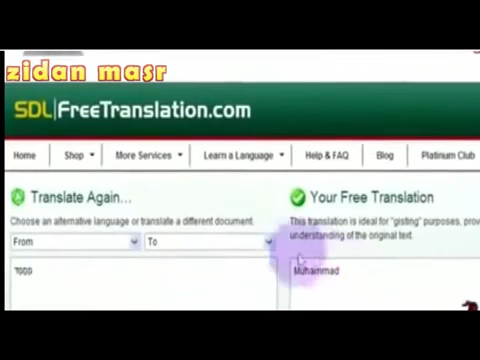 zidan masr
SDL|FreeTranslation.com
Home Shop More Services Learn a Language Help & FAQ Blog Platinum Club
Translate Again...
Choose an alternative language or translate a different document.
From To
Your Free Translation
This translation is ideal for "gisting" purposes, prov
understanding of the original text.
Muhammad